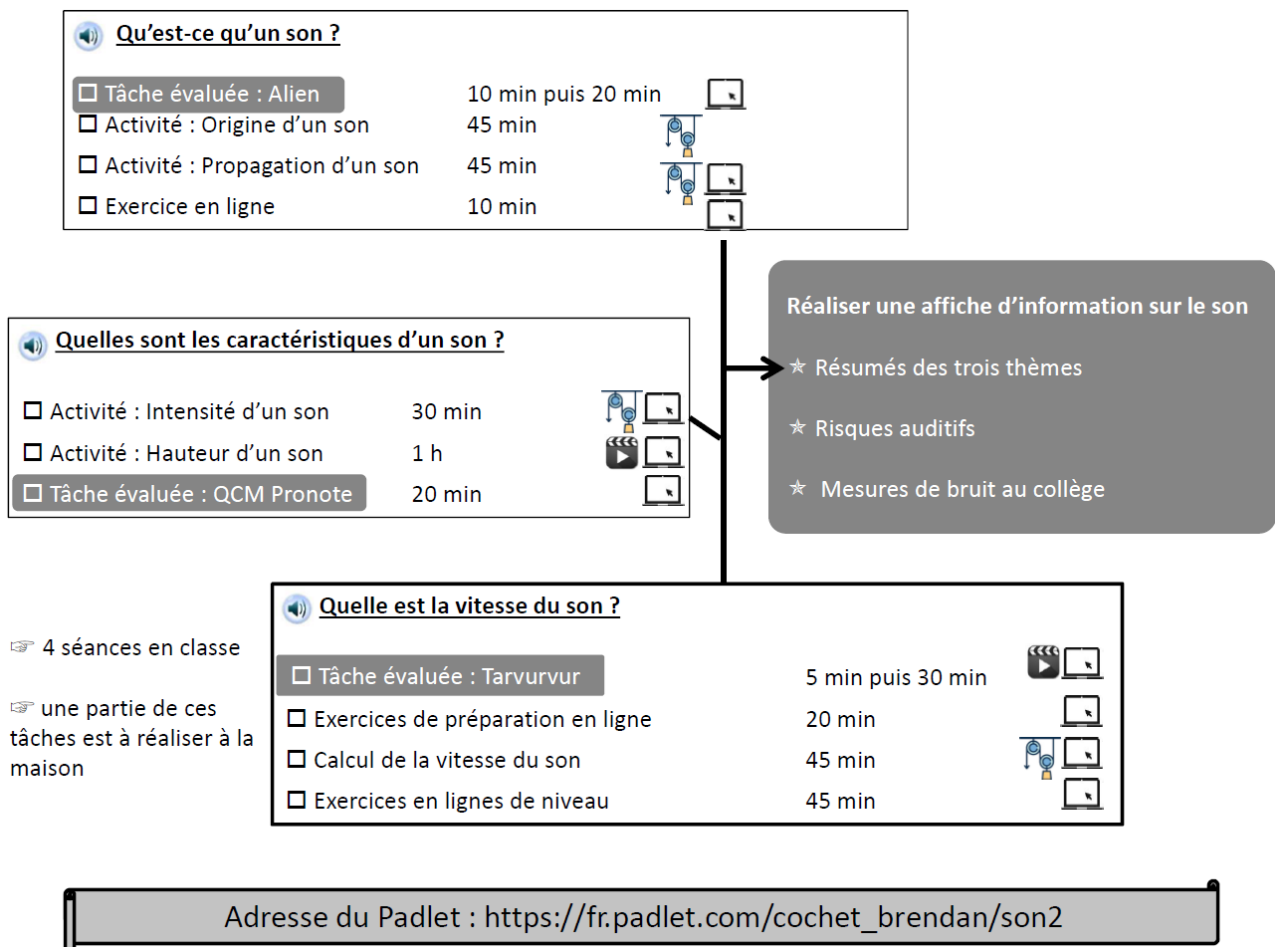 Qu’est-ce qu’un son ?
☐ Tâche évaluée : Alien 10 min puis 20 min
☐ Activité : Origine d’un son 45 min
☐ Activité : Propagation d’un son 45 min
☐ Exercice en ligne 10 min
Réaliser une affiche d’information sur le son
✯ Résumés des trois thèmes
✯ Risques auditifs
✯ Mesures de bruit au collège
Quelles sont les caractéristiques d’un son ?
☐ Activité : Intensité d’un son 30 min
☐ Activité : Hauteur d’un son 1 h
☐ Tâche évaluée : QCM Pronote 20 min
☞ 4 séances en classe
☞ une partie de ces
tâches est à réaliser à la
maison
Quelle est la vitesse du son ?
☐ Tâche évaluée : Tarvurvur 5 min puis 30 min
☐ Exercices de préparation en ligne 20 min
☐ Calcul de la vitesse du son 45 min
☐ Exercices en lignes de niveau 45 min
Adresse du Padlet : https://fr.padlet.com/cochet_brendan/son2